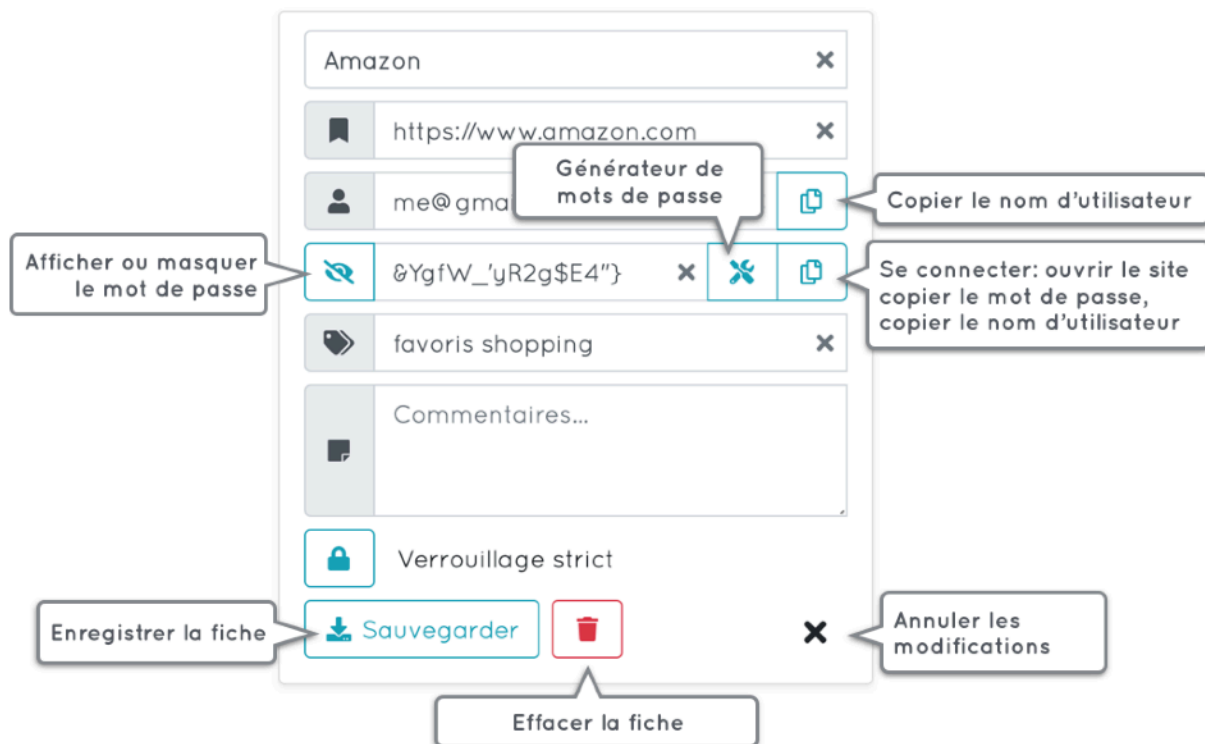 Amazon
https://www.amazon.com
Générateur de
mots de passe
me@gmai
Copier le nom d'utilisateur
Afficher ou masquer
le mot de passe
&YgfW_'yR2g$E4"}
Se connecter: ouvrir le site
copier le mot de passe,
copier le nom d'utilisateur
favoris shopping
Commentaires...
Verrouillage strict
Enregistrer la fiche
Sauvegarder
Annuler les
modifications
Effacer la fiche